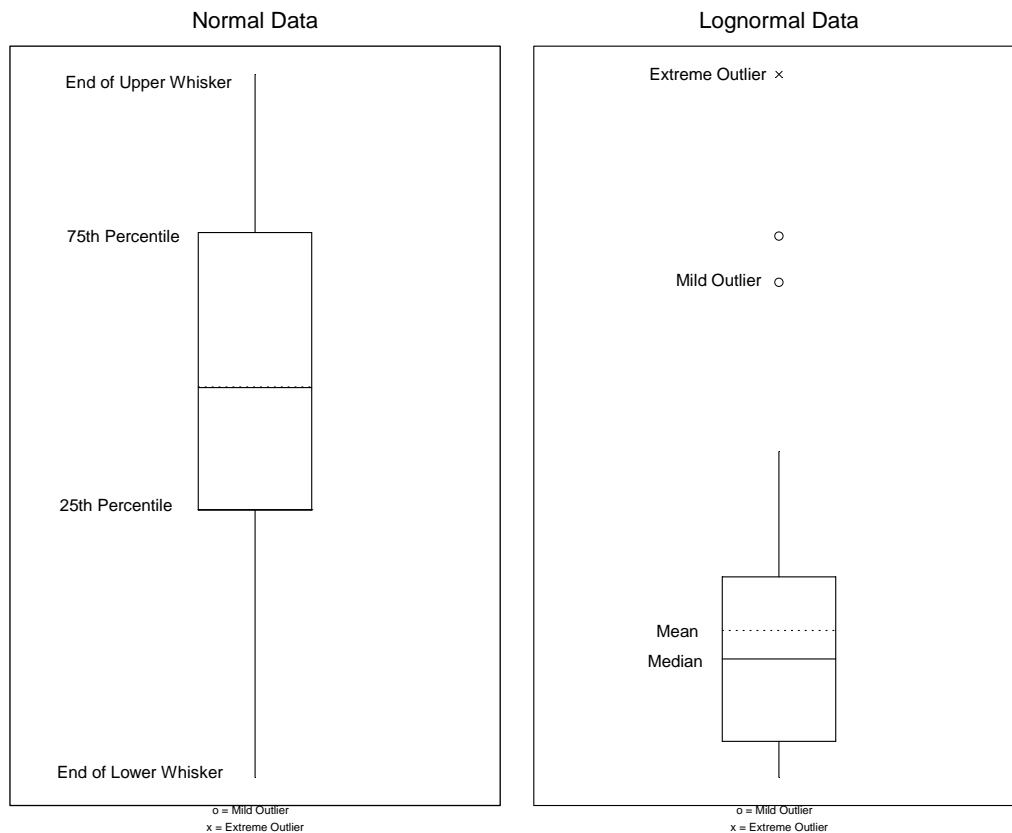 Normal Data
End of Upper Whisker
75th Percentile
25th Percentile
End of Lower Whisker
o = Mild Outlier
x = Extreme Outlier
Lognormal Data
Extreme Outlier
Mild Outlier
Mean
Median
o = Mild Outlier
x = Extreme Outlier